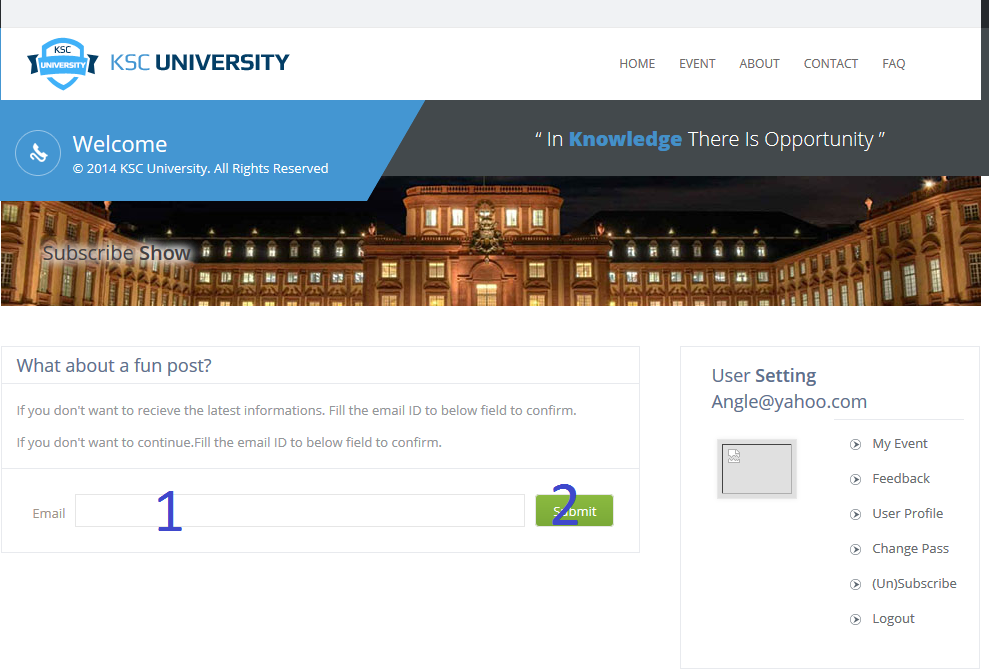 KSC
UNIVERSITY
KSC UNIVERSITY
HOME EVENT ABOUT CONTACT FAQ
Welcome
© 2014 KSC University. All Rights Reserved
“ In Knowledge There Is Opportunity ”
Subscribe Show
What about a fun post?
If you don't want to recieve the latest informations. Fill the email ID to below field to confirm.
If you don't want to continue.Fill the email ID to below field to confirm.
Email 1 Submit 2
User Setting
Angle@yahoo.com
My Event
Feedback
User Profile
Change Pass
(Un)Subscribe
Logout